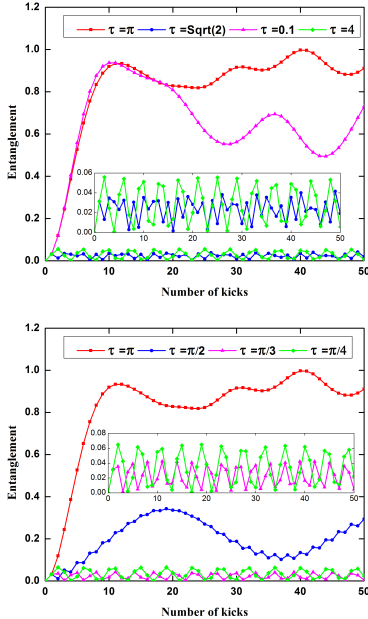 τ =π τ =Sqrt(2) τ =0.1 τ =4
Entanglement
1.2
1.0
0.8
0.6
0.4
0.2
0.0
0.06
0.04
0.02
0.00
0 10 20 30 40 50
0 10 20 30 40 50
Number of kicks
τ =π τ =π/2 τ =π/3 τ =π/4
Entanglement
1.2
1.0
0.8
0.6
0.4
0.2
0.0
0.08
0.06
0.04
0.02
0.00
0 10 20 30 40 50
0 10 20 30 40 50
Number of kicks